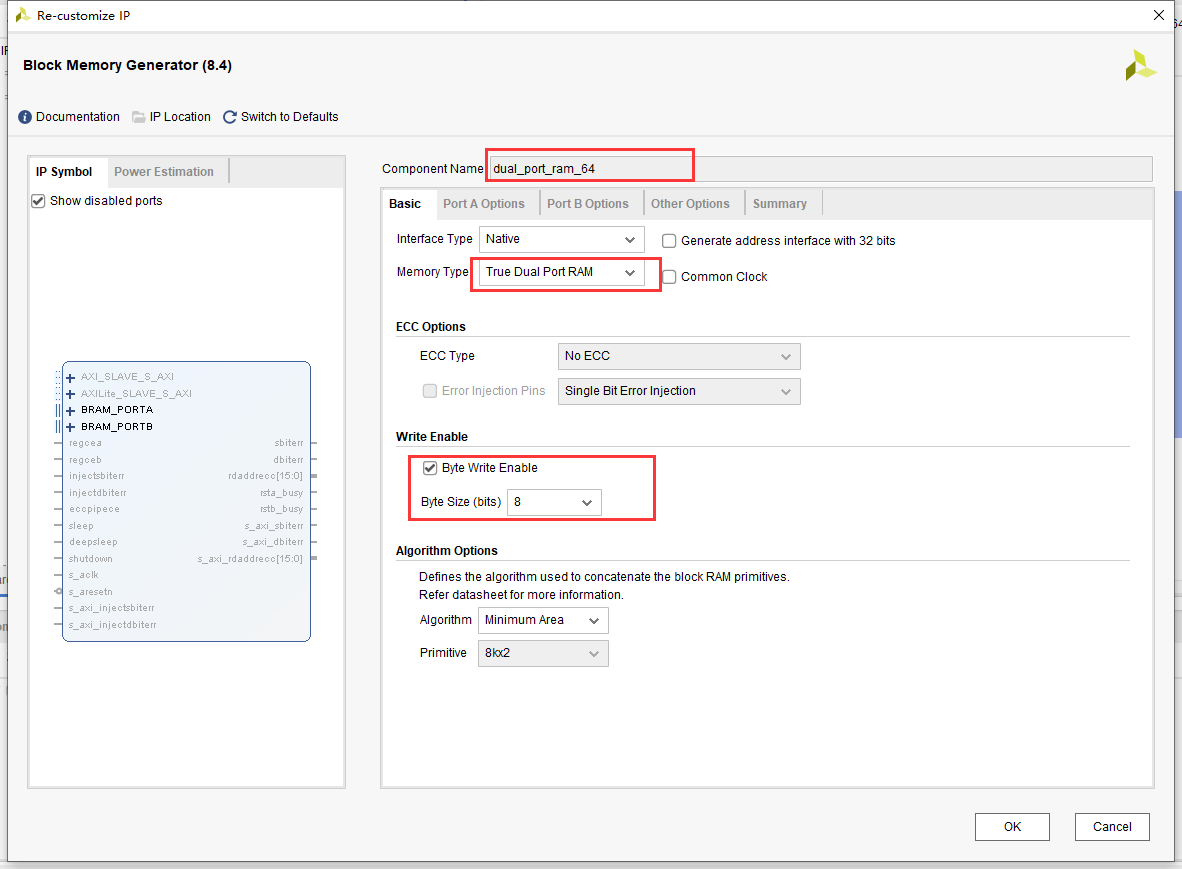 Re-customize IP
Block Memory Generator (8.4)
Documentation IP Location Switch to Defaults
IP Symbol Power Estimation
Show disabled ports
AXI_SLAVE_S_AXI
AXILite_SLAVE_S_AXI
BRAM_PORTA
BRAM_PORTB
regcea sbiterr
regceb dbiterr
injectsbiterr rdaddrecc[15:0]
injectdbiterr rsta_busy
eccpipece rstb_busy
sleep s_axi_sbiterr
deepsleep s_axi_dbiterr
shutdown s_axi_rdaddrecc[15:0]
s_aclk
s_aresetn
s_axi_injectsbiterr
s_axi_injectdbiterr
Component Name dual_port_ram_64
Basic Port A Options Port B Options Other Options Summary
Interface Type Native Generate address interface with 32 bits
Memory Type True Dual Port RAM Common Clock
ECC Options
ECC Type No ECC
Error Injection Pins Single Bit Error Injection
Write Enable
Byte Write Enable
Byte Size (bits) 8
Algorithm Options
Defines the algorithm used to concatenate the block RAM primitives.
Refer datasheet for more information.
Algorithm Minimum Area
Primitive 8kx2
OK Cancel